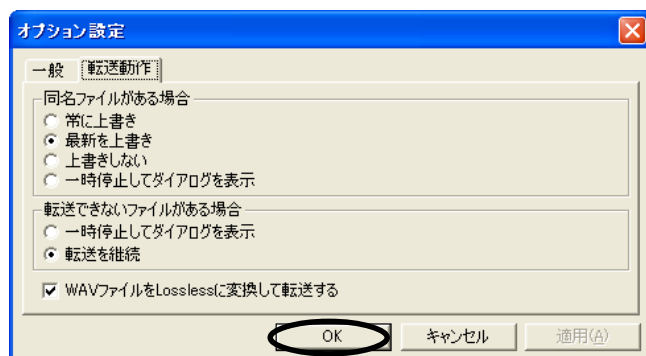 オプション設定
一般
転送動作
同名ファイルがある場合
常に上書き
最新を上書き
上書きしない
一時停止してダイアログを表示
転送できないファイルがある場合
一時停止してダイアログを表示
転送を継続
WAVファイルをLosslessに変換して転送する
OK
キャンセル
適用(A)